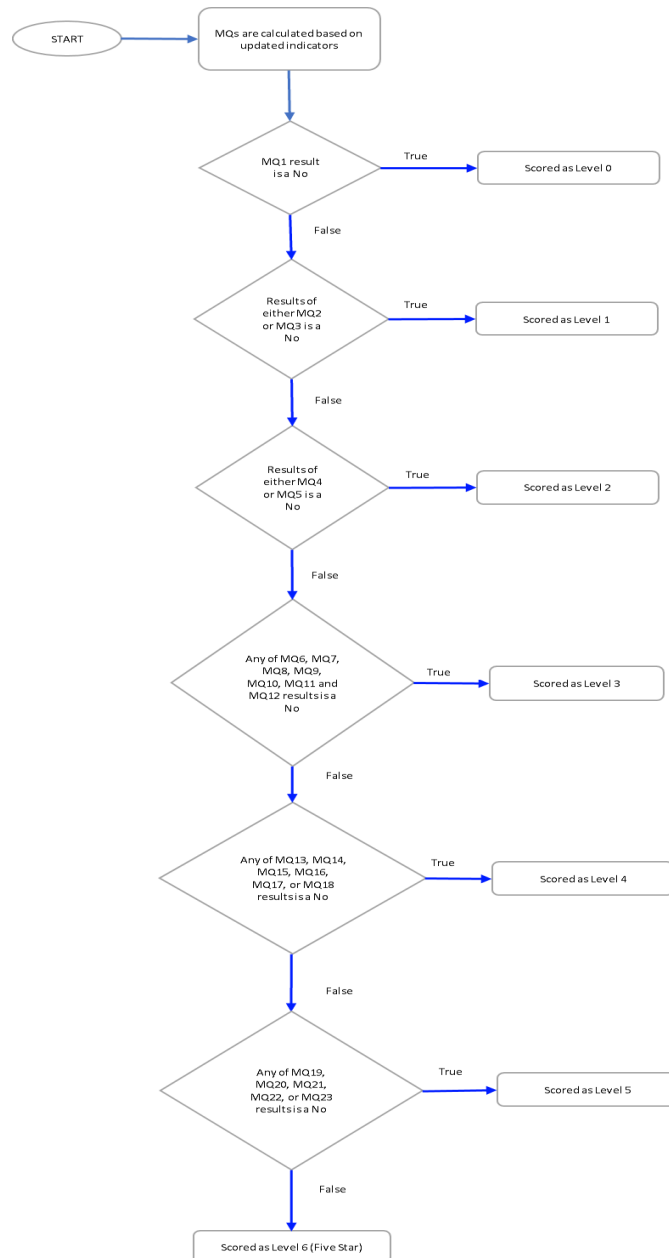 START
MQs are calculated based on
updated indicators
MQ1 result
is a No
True
Scored as Level 0
False
Results of
either MQ2
or MQ3 is a
No
True
Scored as Level 1
False
Results of
either MQ4
or MQ5 is a
No
True
Scored as Level 2
False
Any of MQ6, MQ7,
MQ8, MQ9,
MQ10, MQ11 and
MQ12 results is a
No
True
Scored as Level 3
False
Any of MQ13, MQ14,
MQ15, MQ16,
MQ17, or MQ18
results is a No
True
Scored as Level 4
False
Any of MQ19,
MQ20, MQ21,
MQ22, or MQ23
results is a No
True
Scored as Level 5
False
Scored as Level 6 (Five Star)